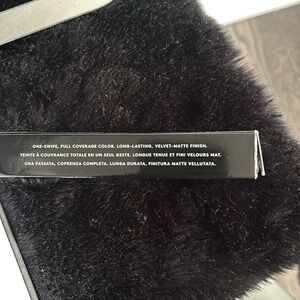 ONE-SWIPE, FULL COVERAGE COLOR. LONG-LASTING, VELVET-MATTE FINISH.
TEINTE À COUVRANCE TOTALE EN UN SEUL GESTE. LONGUE TENUE ET FINI VELOURS MAT.
UNA PASSATA, COPRENZA COMPLETA. LUNGA DURATA, FINITURA MATTE VELLUTATA.